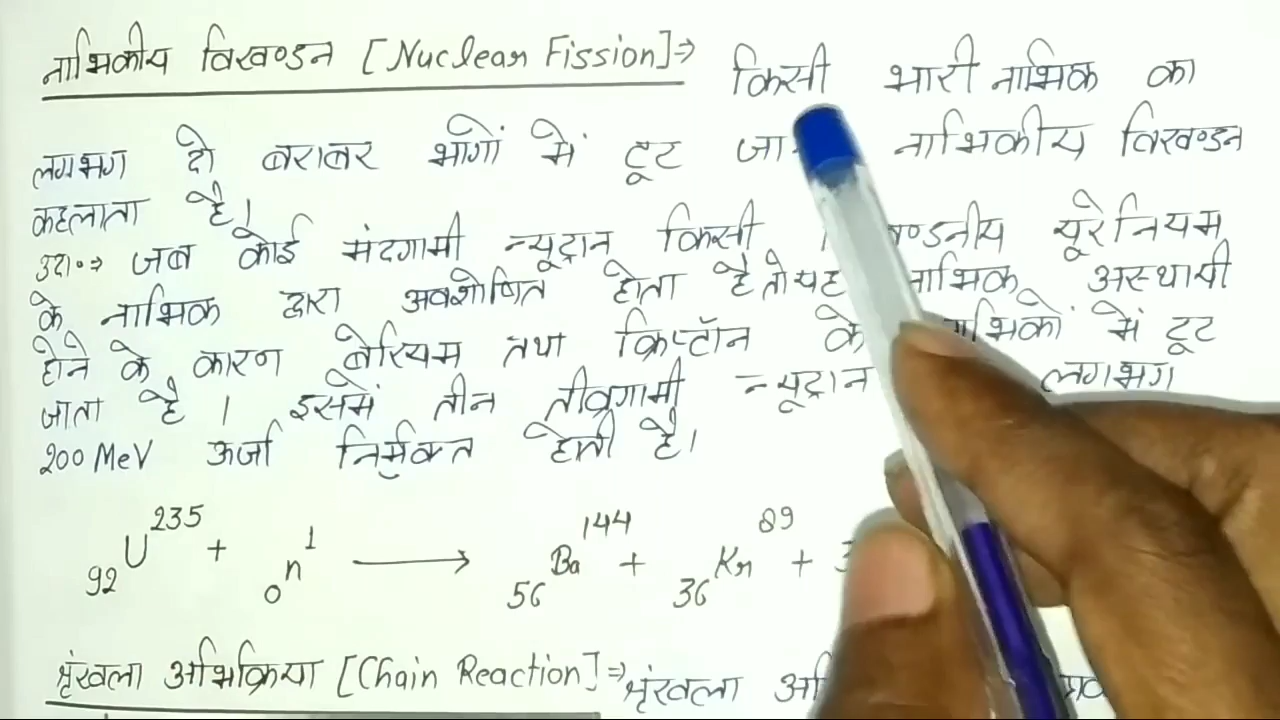 नाभिकीय विखण्डन [Nuclear Fission]⇒ किसी भारी नाभिक का
लगभग दो बराबर भागों में टूट नाभिकीय विखण्डन
कहलाता है।
उदा०⇒ जब कोई मंदगामी न्यूट्रान किसी यूरेनियम
के नाभिक द्वारा अवशोषित होता है तो यह नाभिक अस्थायी
होने के कारण बेरियम तथा क्रिप्टॉन के में टूट
जाता है। इसमें तीन तीव्रगामी न्यूट्रान लगभग
200 MeV ऊर्जा निर्मुक्त होती है।
₉₂U²³⁵ + ₀n¹ ⟶ ₅₆Ba¹⁴⁴ + ₃₆Kr⁸⁹ + 3
श्रृंखला अभिक्रिया [Chain Reaction]⇒ श्रृंखला